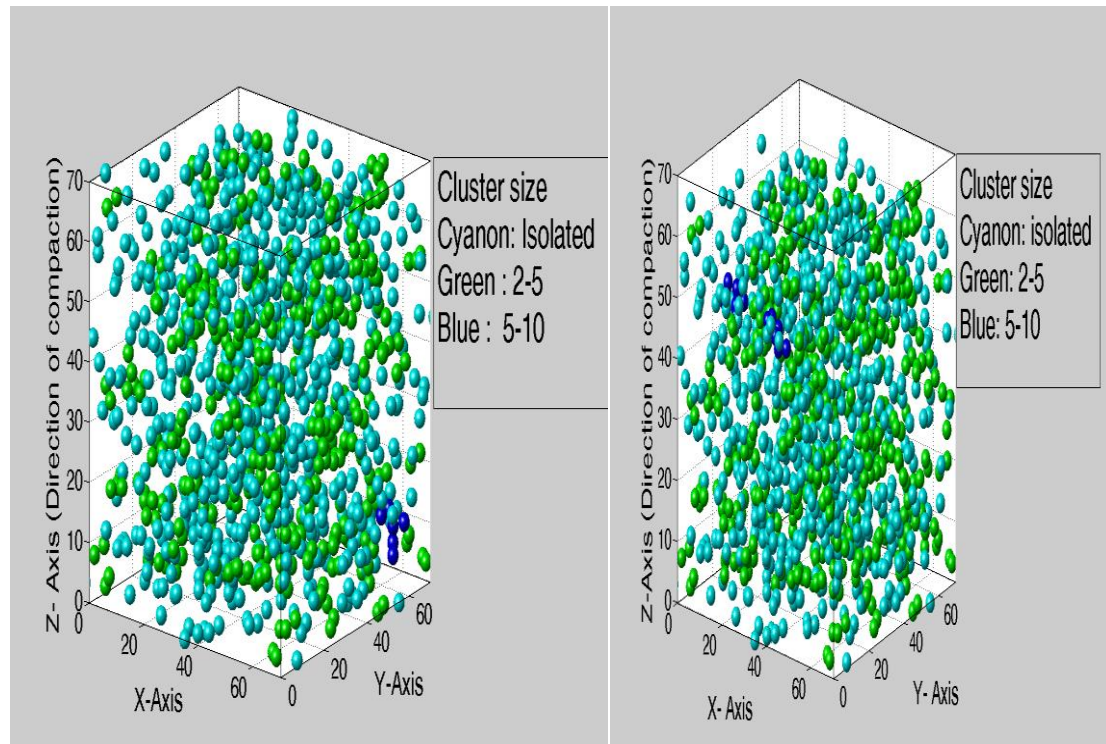 Z- Axis (Direction of compaction)
70
60
50
40
30
20
10
0
0
20
40
60
X-Axis
0
20
40
60
Y-Axis
Cluster size
Cyanon: Isolated
Green : 2-5
Blue : 5-10
Z-Axis (Direction of compaction)
70
60
50
40
30
20
10
0
0
20
40
60
X- Axis
0
20
40
60
Y- Axis
Cluster size
Cyanon: isolated
Green: 2-5
Blue: 5-10